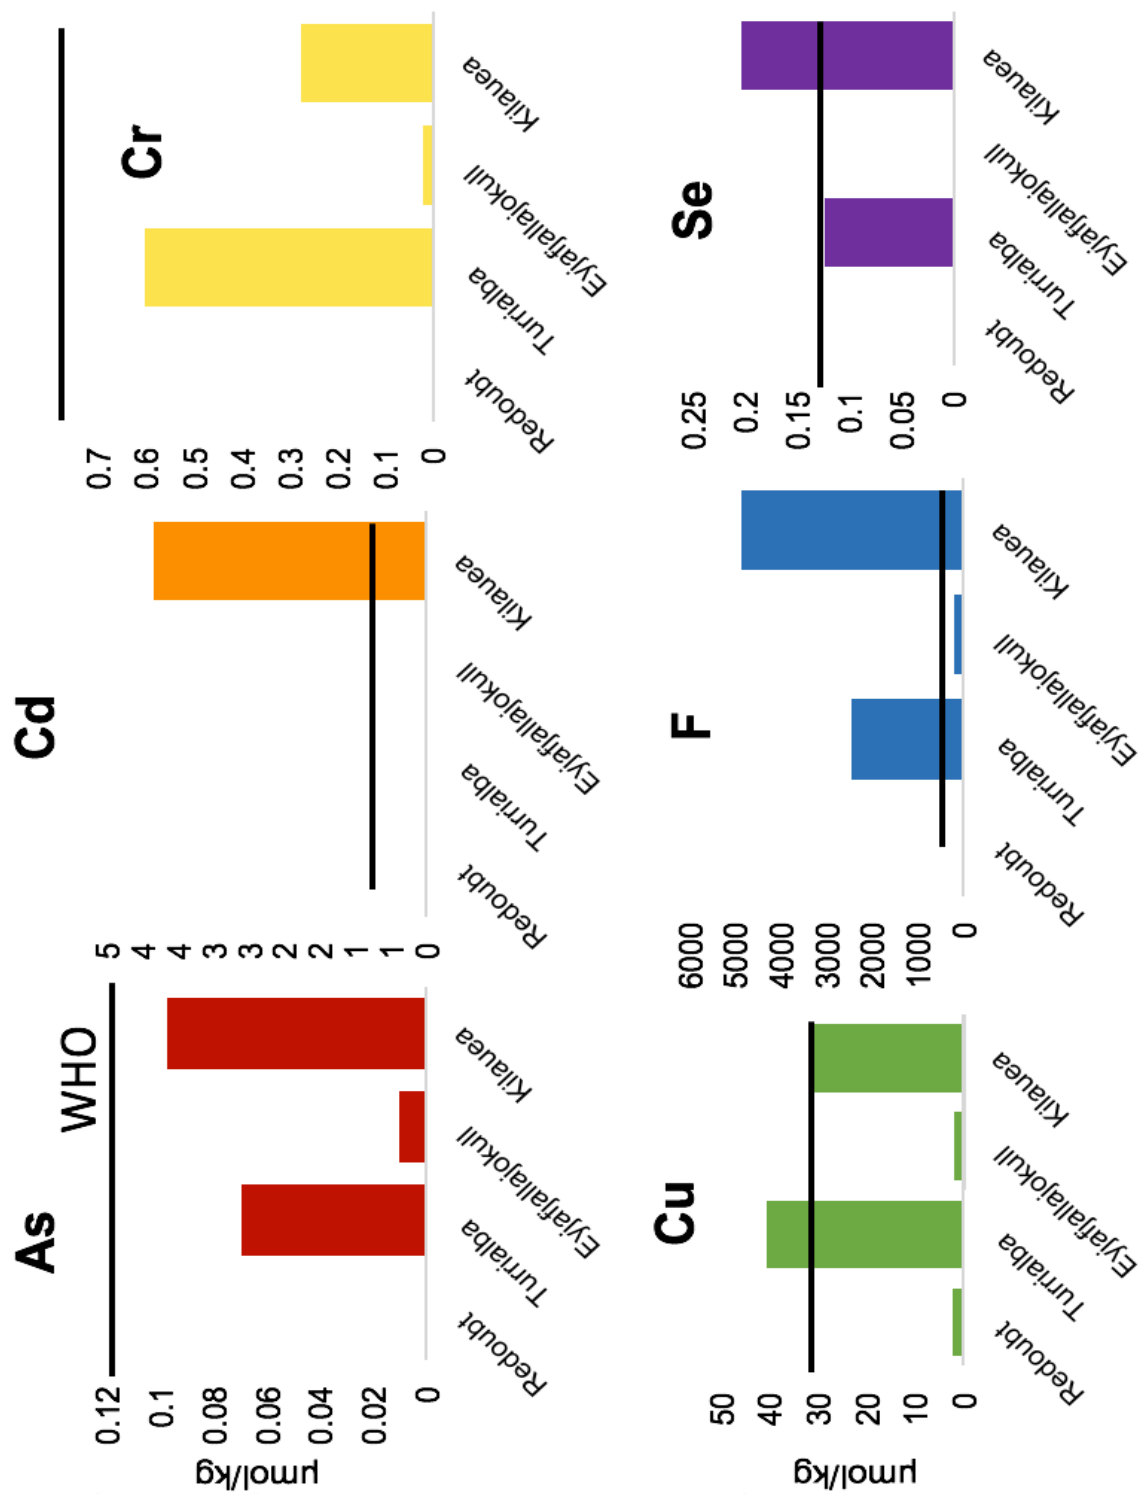 As
WHO
µmol/kg
0.12
0.1
0.08
0.06
0.04
0.02
0
Redoubt
Turrialba
Eyjafjallajokull
Kilauea
Cd
5
4
4
3
3
2
2
1
1
0
Redoubt
Turrialba
Eyjafjallajokull
Kilauea
Cr
0.7
0.6
0.5
0.4
0.3
0.2
0.1
0
Redoubt
Turrialba
Eyjafjallajokull
Kilauea
Cu
µmol/kg
50
40
30
20
10
0
Redoubt
Turrialba
Eyjafjallajokull
Kilauea
F
6000
5000
4000
3000
2000
1000
0
Redoubt
Turrialba
Eyjafjallajokull
Kilauea
Se
0.25
0.2
0.15
0.1
0.05
0
Redoubt
Turrialba
Eyjafjallajokull
Kilauea